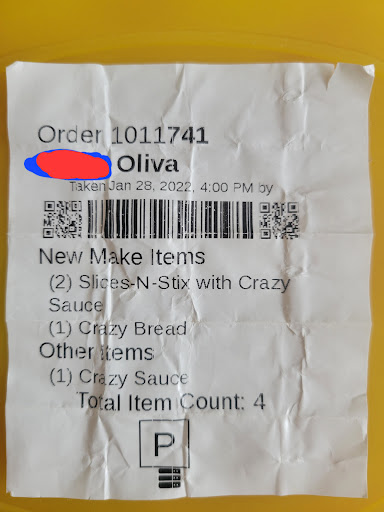 Order 1011741
Oliva
Taken Jan 28, 2022, 4:00 PM by
New Make Items
(2) Slices-N-Stix with Crazy
Sauce
(1) Crazy Bread
Other Items
(1) Crazy Sauce
Total Item Count: 4
P